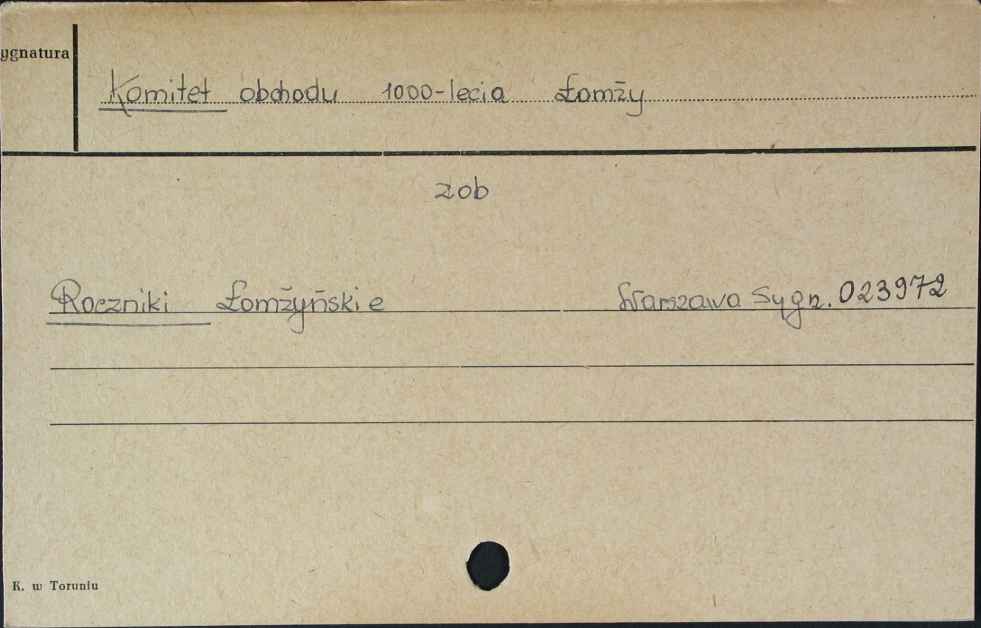 ygnatura
Komitet obchodu 1000-lecia Łomży
zob
Roczniki Łomżyńskie Warszawa Sygn. 023972
K. w Toruniu